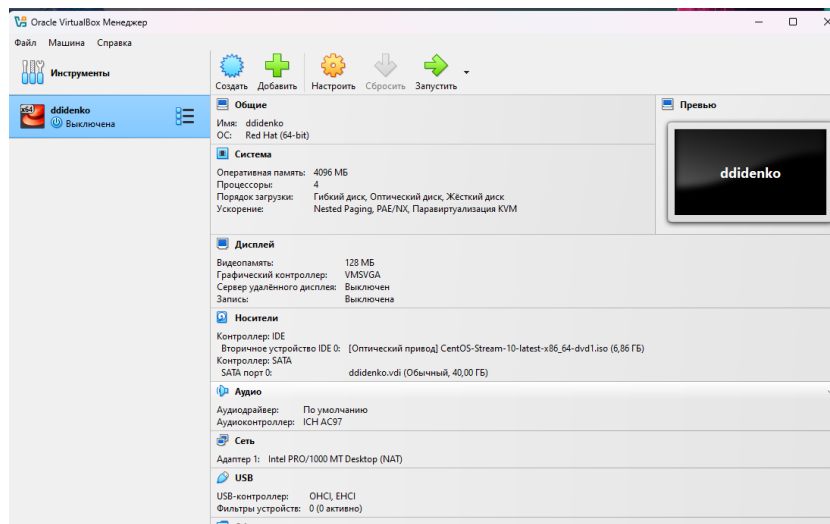 Oracle VirtualBox Менеджер
Файл Машина Справка
Инструменты
Создать Добавить Настроить Сбросить Запустить
x64 ddidenko
Выключена
Общие
Имя: ddidenko
ОС: Red Hat (64-bit)
Превью
ddidenko
Система
Оперативная память: 4096 МБ
Процессоры: 4
Порядок загрузки: Гибкий диск, Оптический диск, Жёсткий диск
Ускорение: Nested Paging, PAE/NX, Паравиртуализация KVM
Дисплей
Видеопамять: 128 МБ
Графический контроллер: VMSVGA
Сервер удалённого дисплея: Выключен
Запись: Выключена
Носители
Контроллер: IDE
Вторичное устройство IDE 0: [Оптический привод] CentOS-Stream-10-latest-x86_64-dvd1.iso (6,86 ГБ)
Контроллер: SATA
SATA порт 0: ddidenko.vdi (Обычный, 40,00 ГБ)
Аудио
Аудиодрайвер: По умолчанию
Аудиоконтроллер: ICH AC97
Сеть
Адаптер 1: Intel PRO/1000 MT Desktop (NAT)
USB
USB-контроллер: OHCI, EHCI
Фильтры устройств: 0 (0 активно)